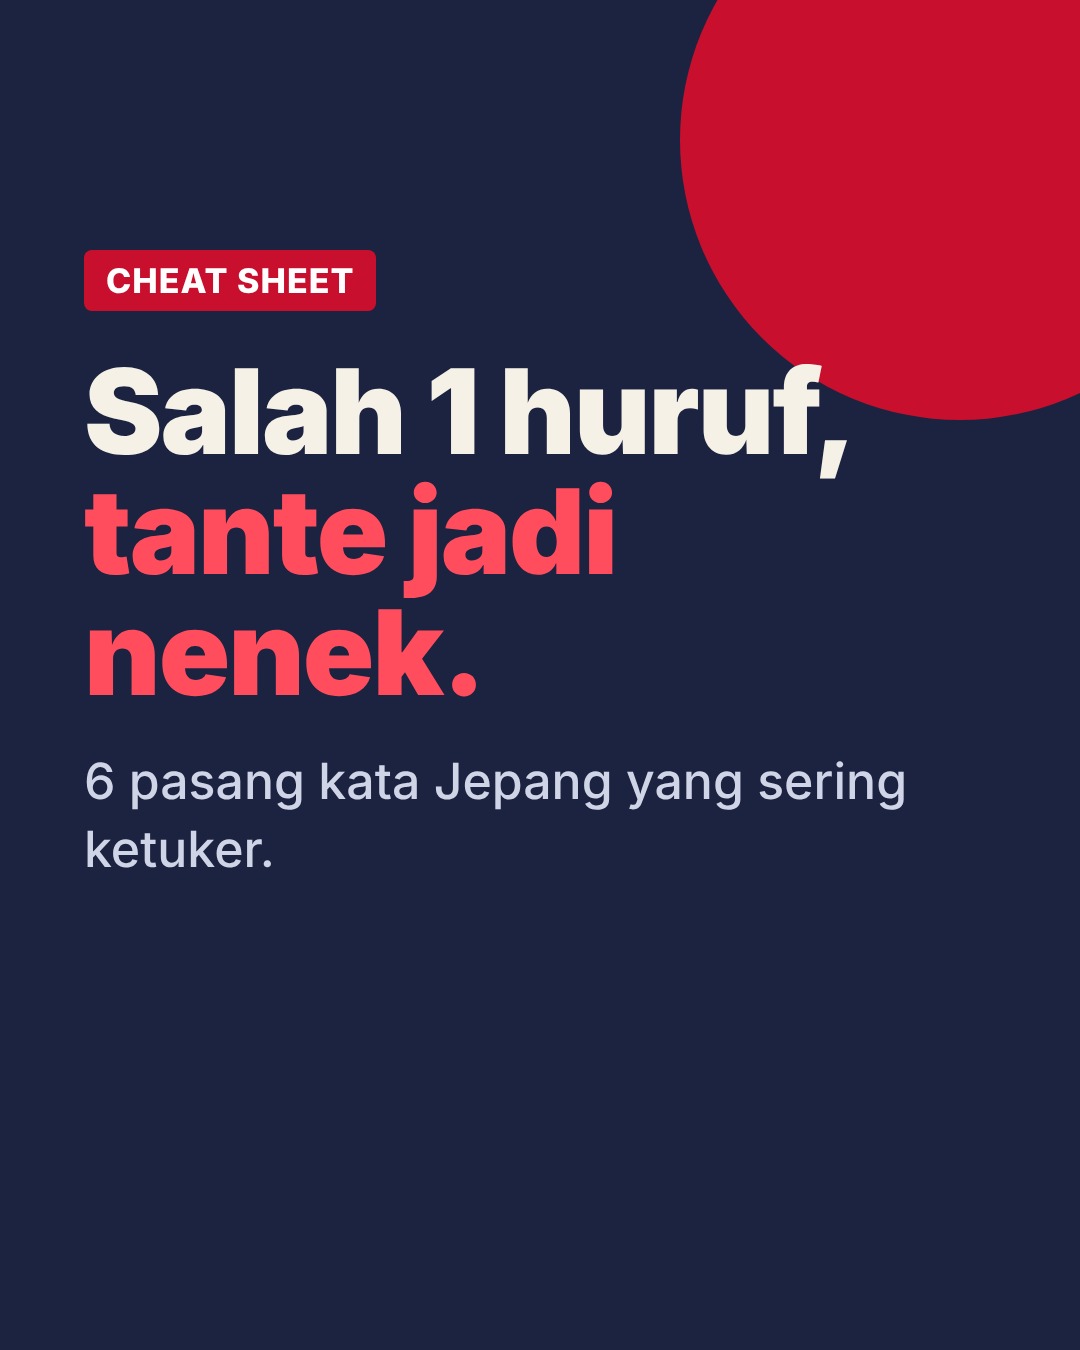 CHEAT SHEET
Salah 1 huruf,
tante jadi
nenek.
6 pasang kata Jepang yang sering
ketuker.